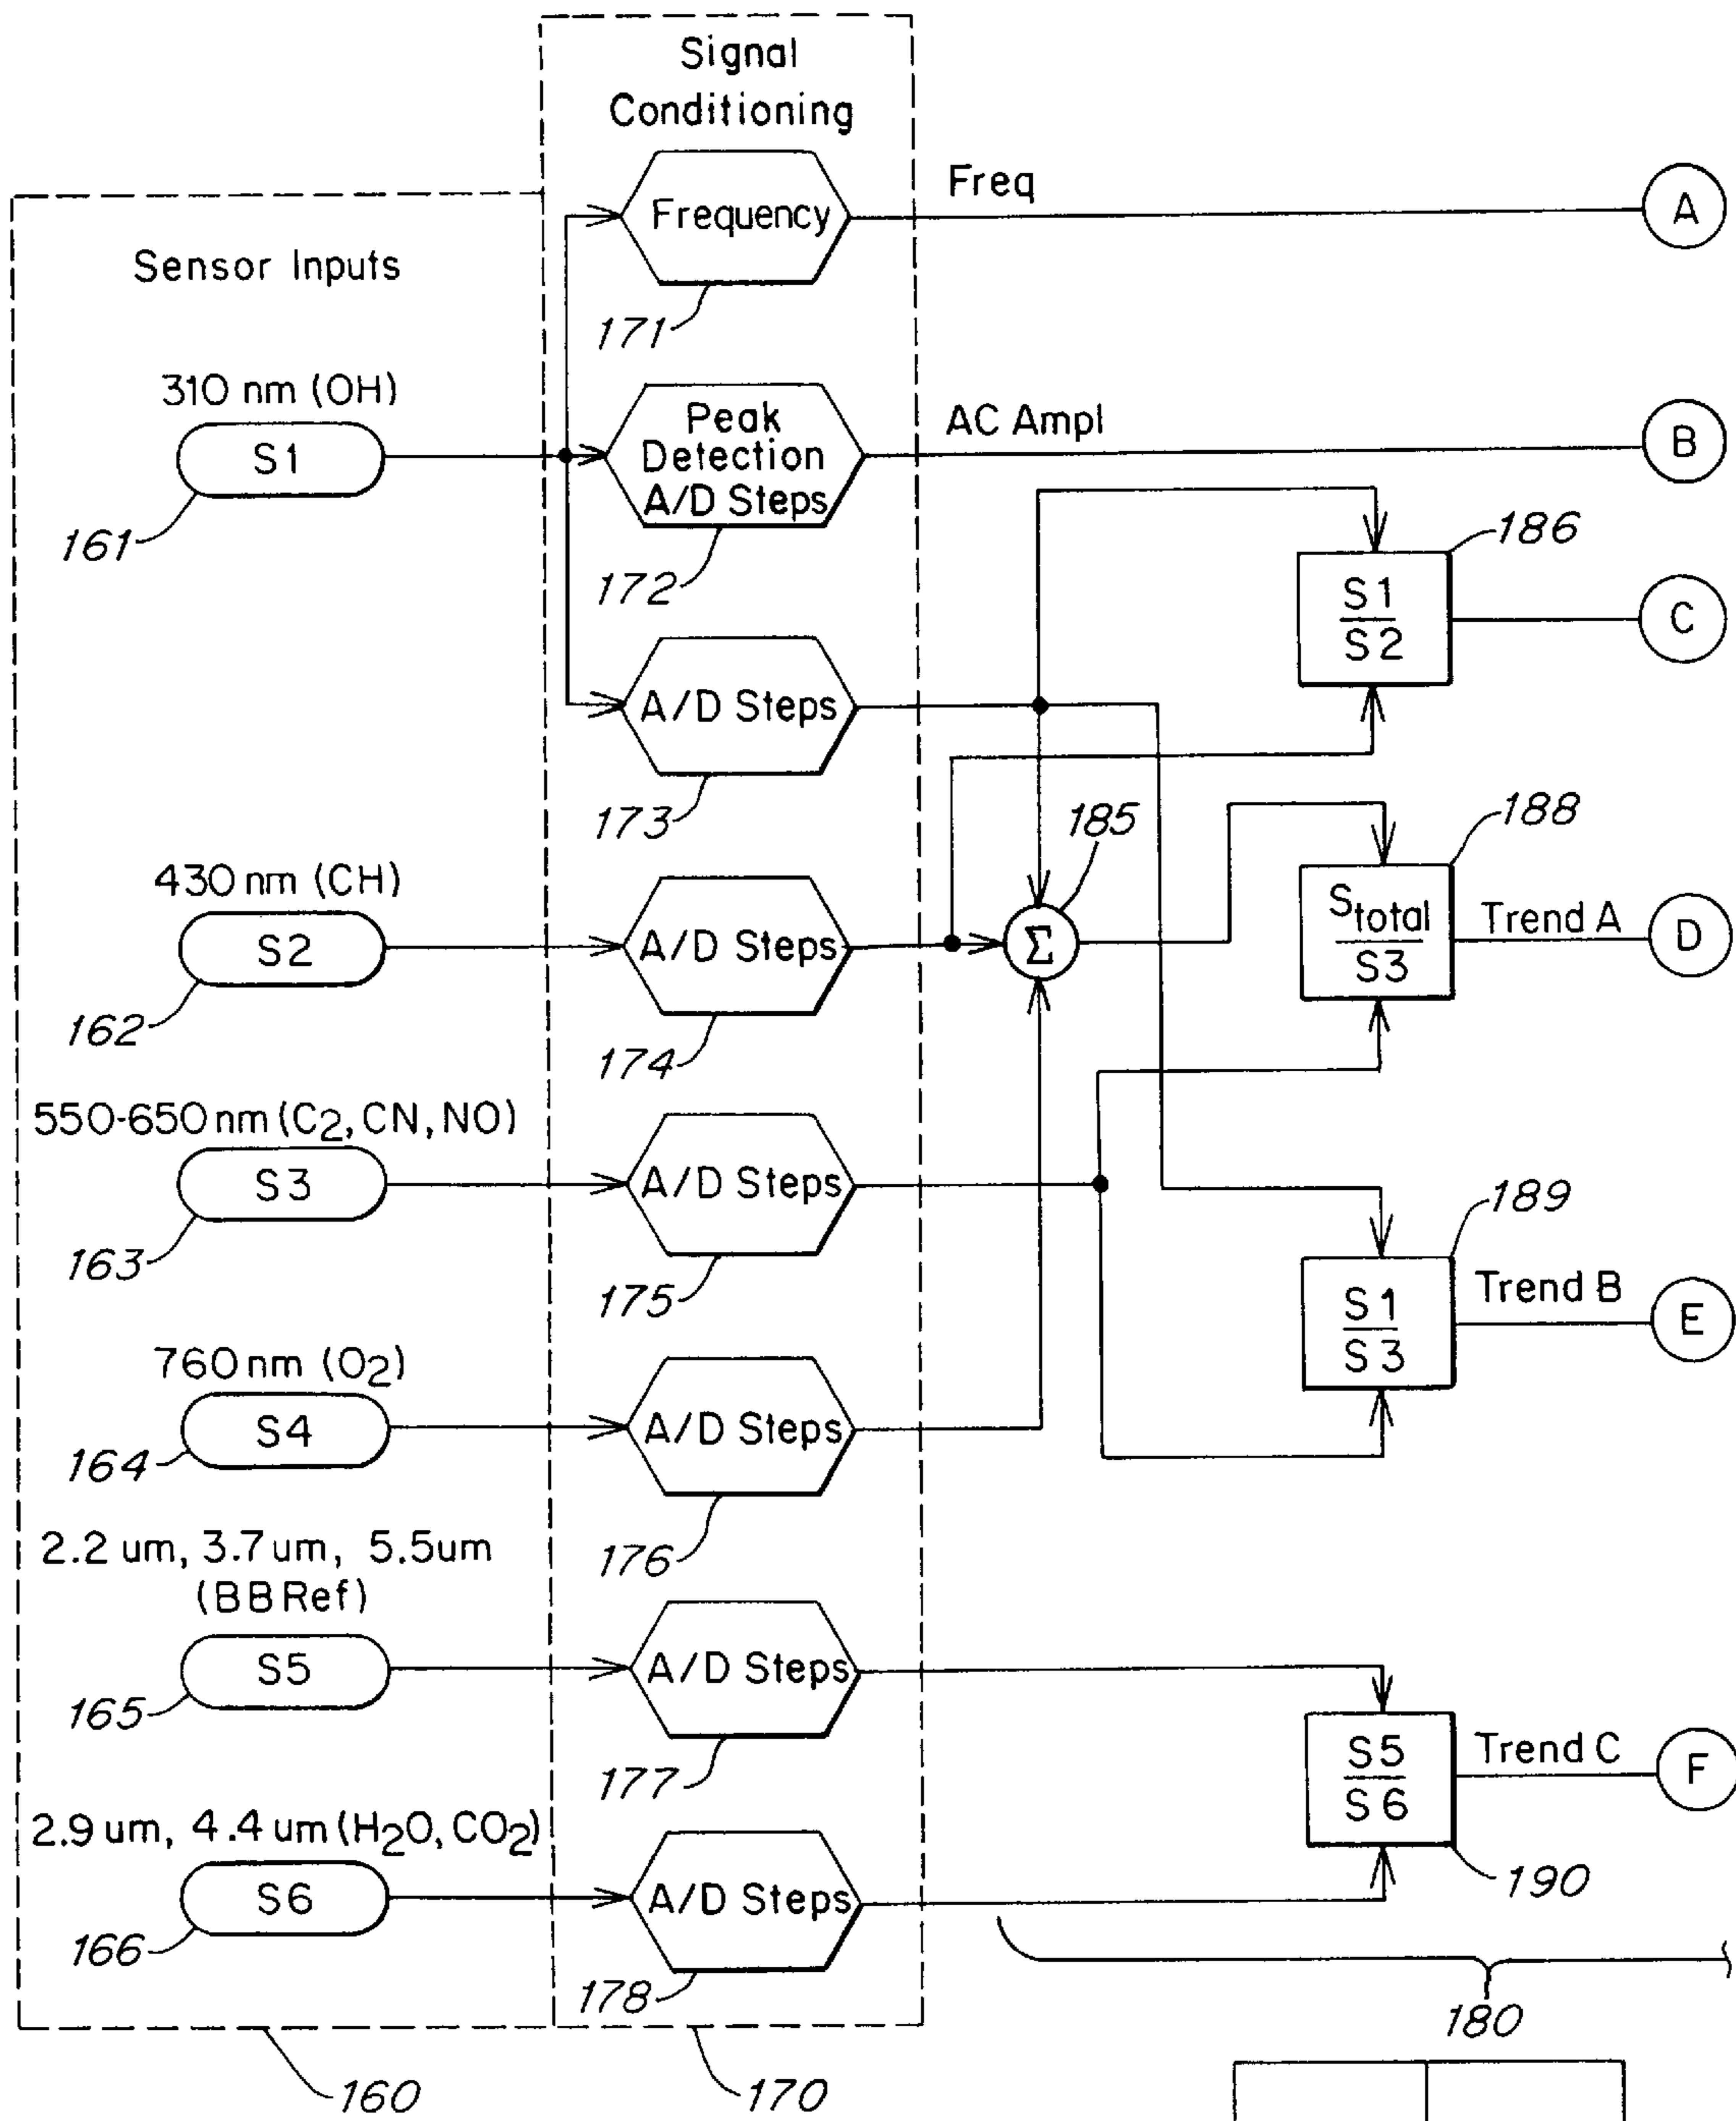 Signal
Conditioning
Sensor Inputs
Frequency
Freq
A
171
310 nm (OH)
S1
161
Peak
Detection
A/D Steps
AC Ampl
B
172
186
S1
S2
C
A/D Steps
173
185
188
430 nm (CH)
S2
162
A/D Steps
174
Σ
Stotal
S3
Trend A
D
550-650 nm (C2, CN, NO)
S3
163
A/D Steps
175
189
S1
S3
Trend B
E
760 nm (O2)
S4
164
A/D Steps
176
2.2 um, 3.7 um, 5.5um
(BB Ref)
S5
165
A/D Steps
177
S5
S6
Trend C
F
190
2.9 um, 4.4 um (H2O, CO2)
S6
166
A/D Steps
178
180
160
170